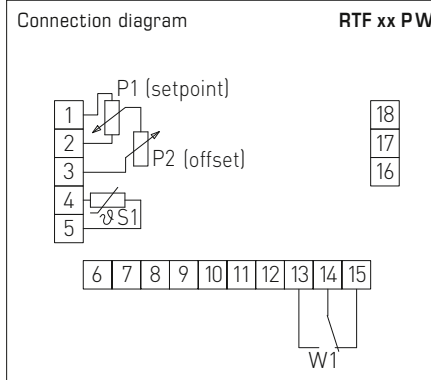 Connection diagram RTF xx PW
P1 (setpoint)
1
2
3
4
5
P2 (offset)
ϑ S1
18
17
16
6 7 8 9 10 11 12 13 14 15
W1